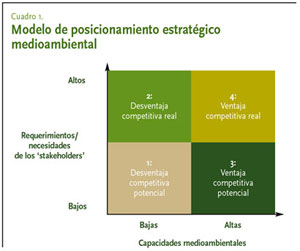 Cuadro 1.
Modelo de posicionamiento estratégico
medioambiental
Altos
Requerimientos/
necesidades
de los ‘stakeholders’
Bajos
2:
Desventaja
competitiva real
4:
Ventaja
competitiva real
1:
Desventaja
competitiva
potencial
3:
Ventaja
competitiva
potencial
Bajas
Altas
Capacidades medioambientales